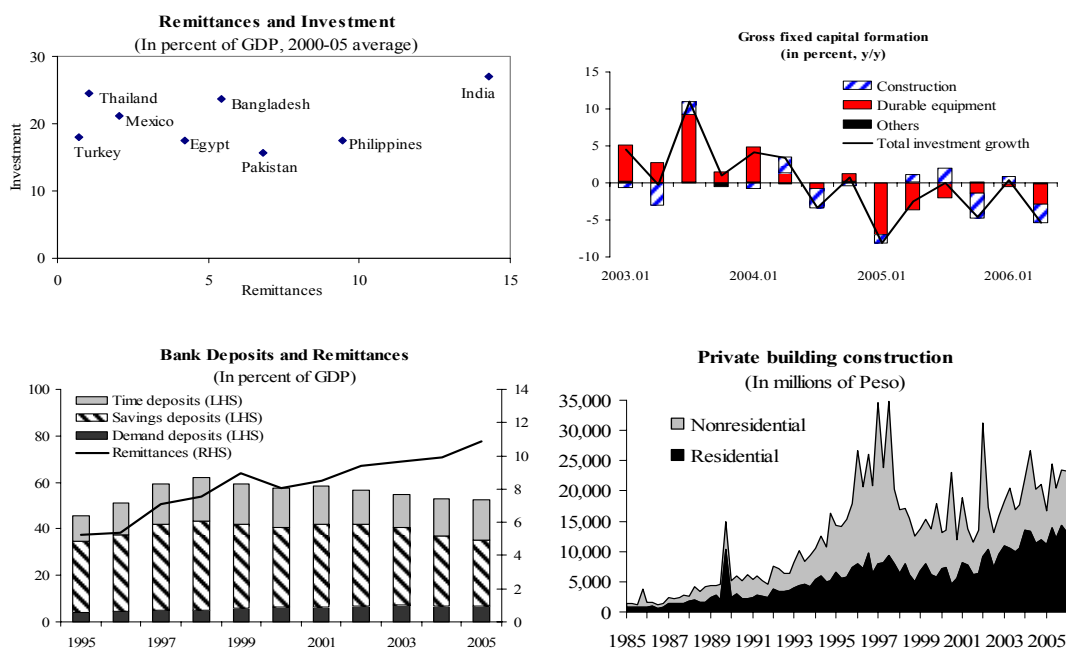 Remittances and Investment
(In percent of GDP, 2000-05 average)
30
20
10
0
Investment
India
Thailand
Bangladesh
Mexico
Turkey
Egypt
Philippines
Pakistan
0 5 10 15
Remittances
Gross fixed capital formation
(in percent, y/y)
15
10
5
0
-5
-10
Construction
Durable equipment
Others
Total investment growth
2003.01 2004.01 2005.01 2006.01
Bank Deposits and Remittances
(In percent of GDP)
100
80
60
40
20
0
Time deposits (LHS)
Savings deposits (LHS)
Demand deposits (LHS)
Remittances (RHS)
14
12
11
10
8
6
4
2
1
0
1995 1997 1999 2001 2003 2005
Private building construction
(In millions of Peso)
35,000
30,000
25,000
20,000
15,000
10,000
5,000
0
Nonresidential
Residential
1985 1987 1989 1991 1993 1995 1997 1999 2001 2003 2005